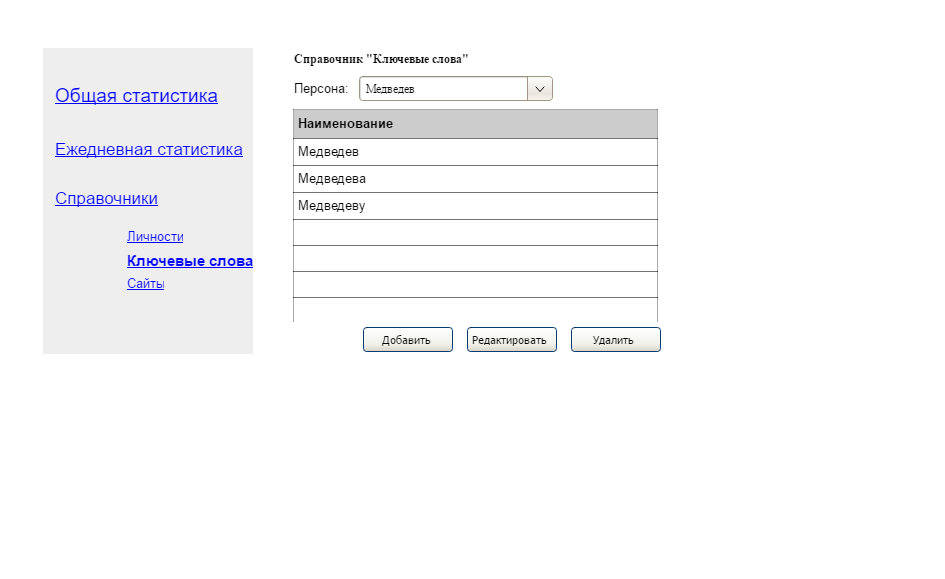 Общая статистика
Ежедневная статистика
Справочники
Личности
Ключевые слова
Сайты
Справочник "Ключевые слова"
Персона: Медведев
Наименование
Медведев
Медведева
Медведеву
Добавить Редактировать Удалить